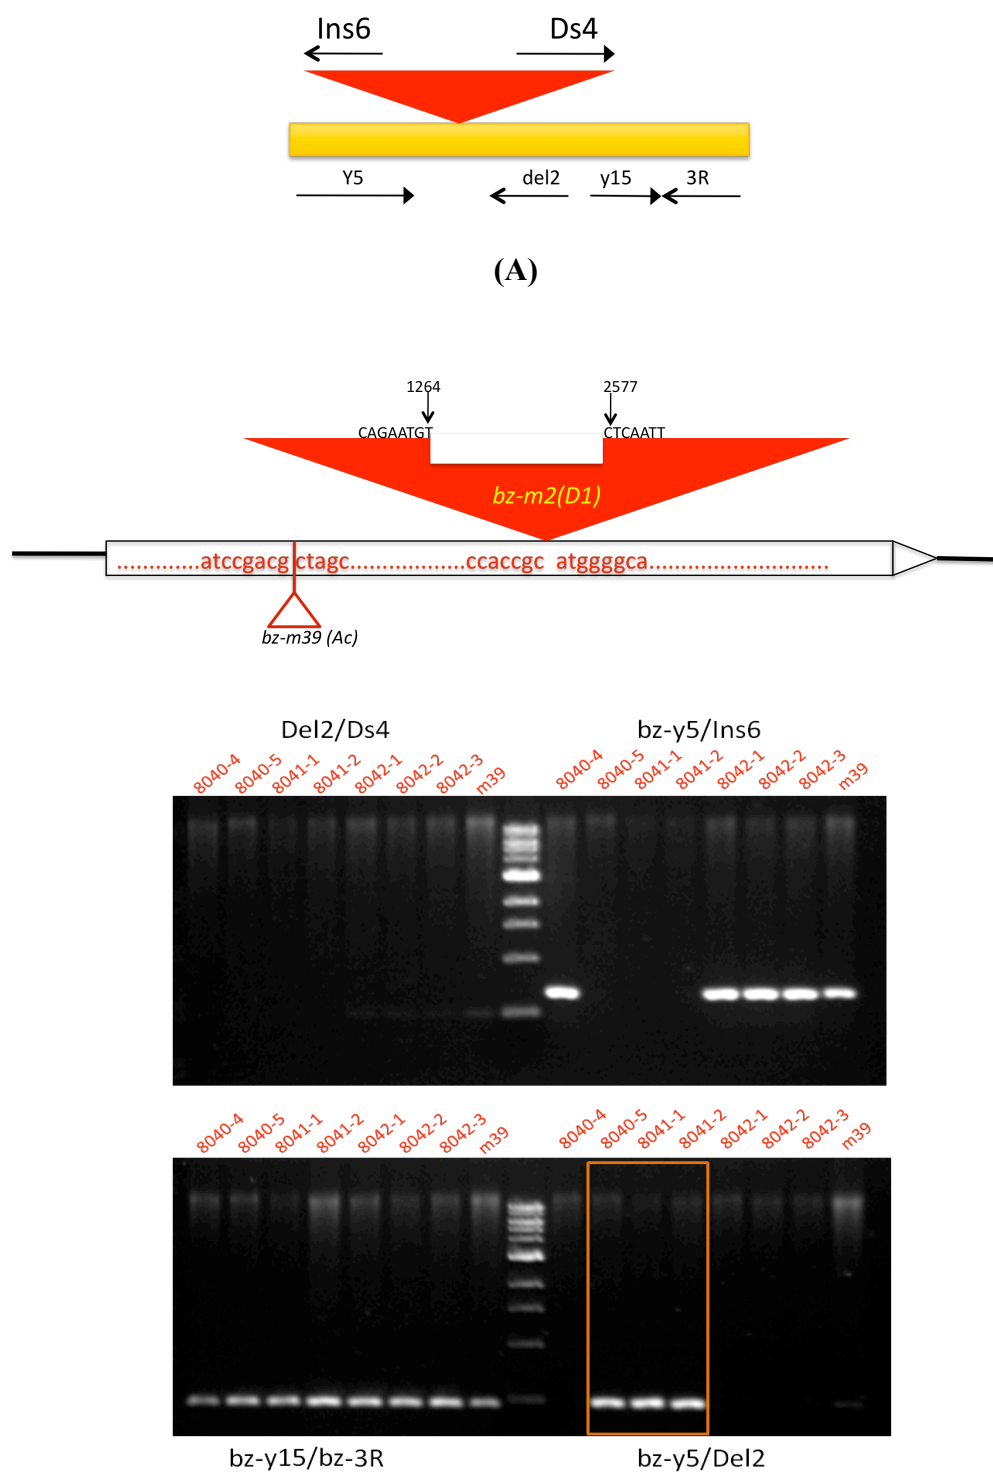 Ins6 Ds4
Y5 del2 y15 3R
(A)
1264 2577
CAGAATGT CTCAATT
bz-m2(D1)
.............atccgacg ctagc..................ccaccgc atggggca............................
bz-m39 (Ac)
Del2/Ds4 bz-y5/Ins6
8040-4 8040-5 8041-1 8041-2 8042-1 8042-2 8042-3 m39 8040-4 8040-5 8041-1 8041-2 8042-1 8042-2 8042-3 m39
8040-4 8040-5 8041-1 8041-2 8042-1 8042-2 8042-3 m39 8040-4 8040-5 8041-1 8041-2 8042-1 8042-2 8042-3 m39
bz-y15/bz-3R bz-y5/Del2